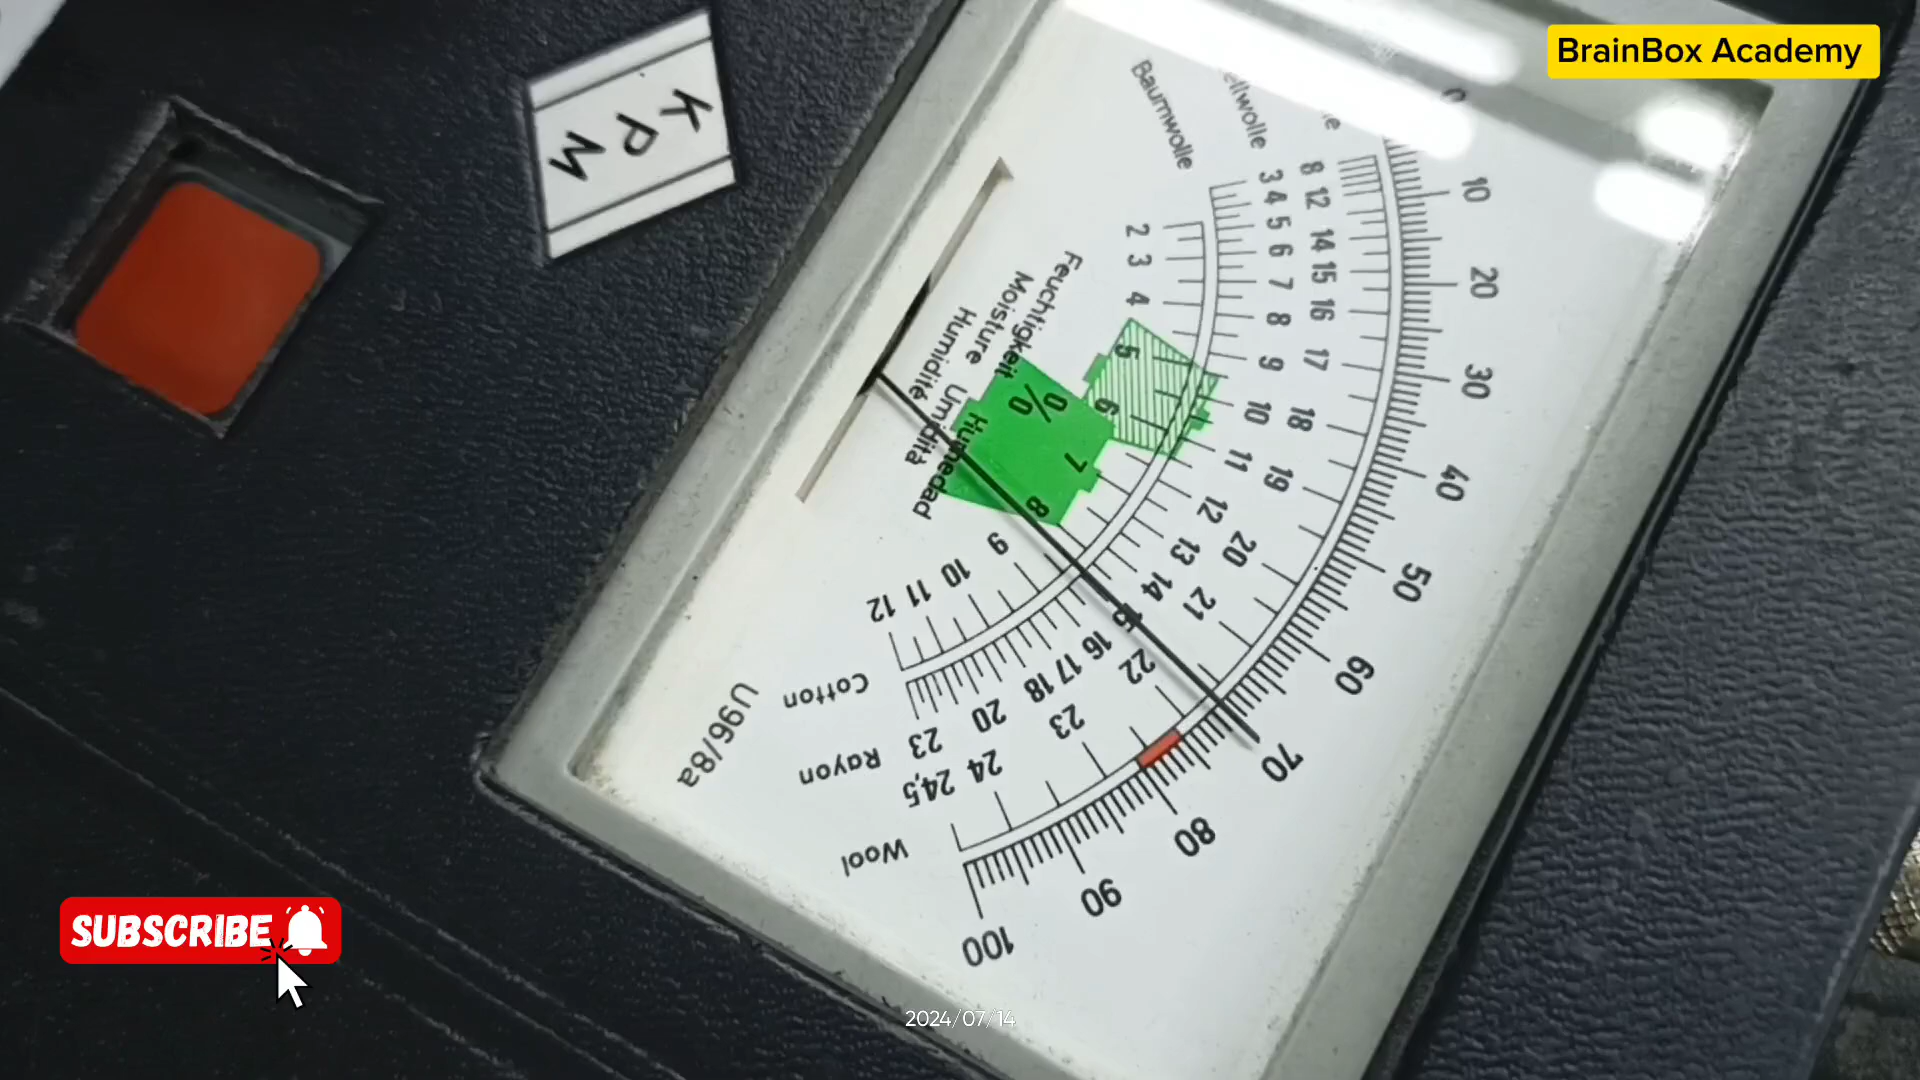 BrainBox Academy
KPM
Baumwolle
ellwolle
le
0 10 20 30 40 50 60 70 80 90 100
8 12 14 15 16 17 18 19 20 21 22 23 24 24,5
3 4 5 6 7 8 9 10 11 12 13 14 15 16 17 18 20 23
2 3 4 5 6 7 8 9 10 11 12
Feuchtigkeit
Moisture
Humidité Umidità
Humedad
%
Cotton
Rayon
Wool
U96/8a
SUBSCRIBE
2024/07/14